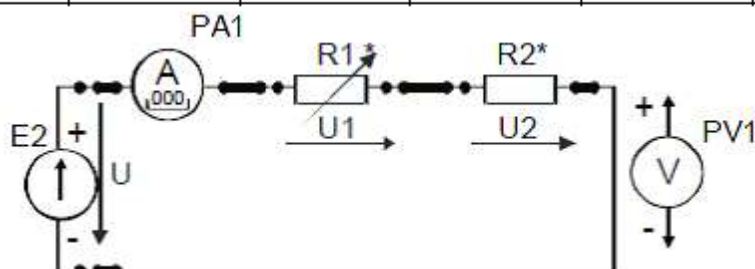 PA1
R1*
R2*
A
000
U1
U2
+
PV1
E2
+
U
V
-
-